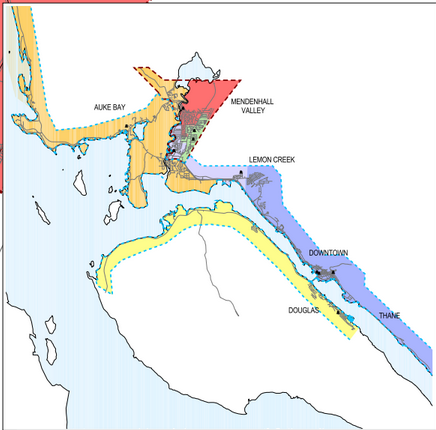 AUKE BAY
MENDENHALL
VALLEY
LEMON CREEK
DOWNTOWN
DOUGLAS
THANE